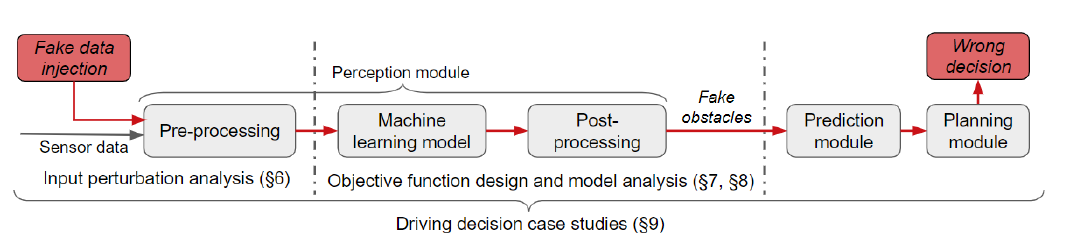 Fake data
injection
Perception module
Wrong
decision
Sensor data
Pre-processing
Machine
learning model
Post-
processing
Fake
obstacles
Prediction
module
Planning
module
Input perturbation analysis (§6)
Objective function design and model analysis (§7, §8)
Driving decision case studies (§9)